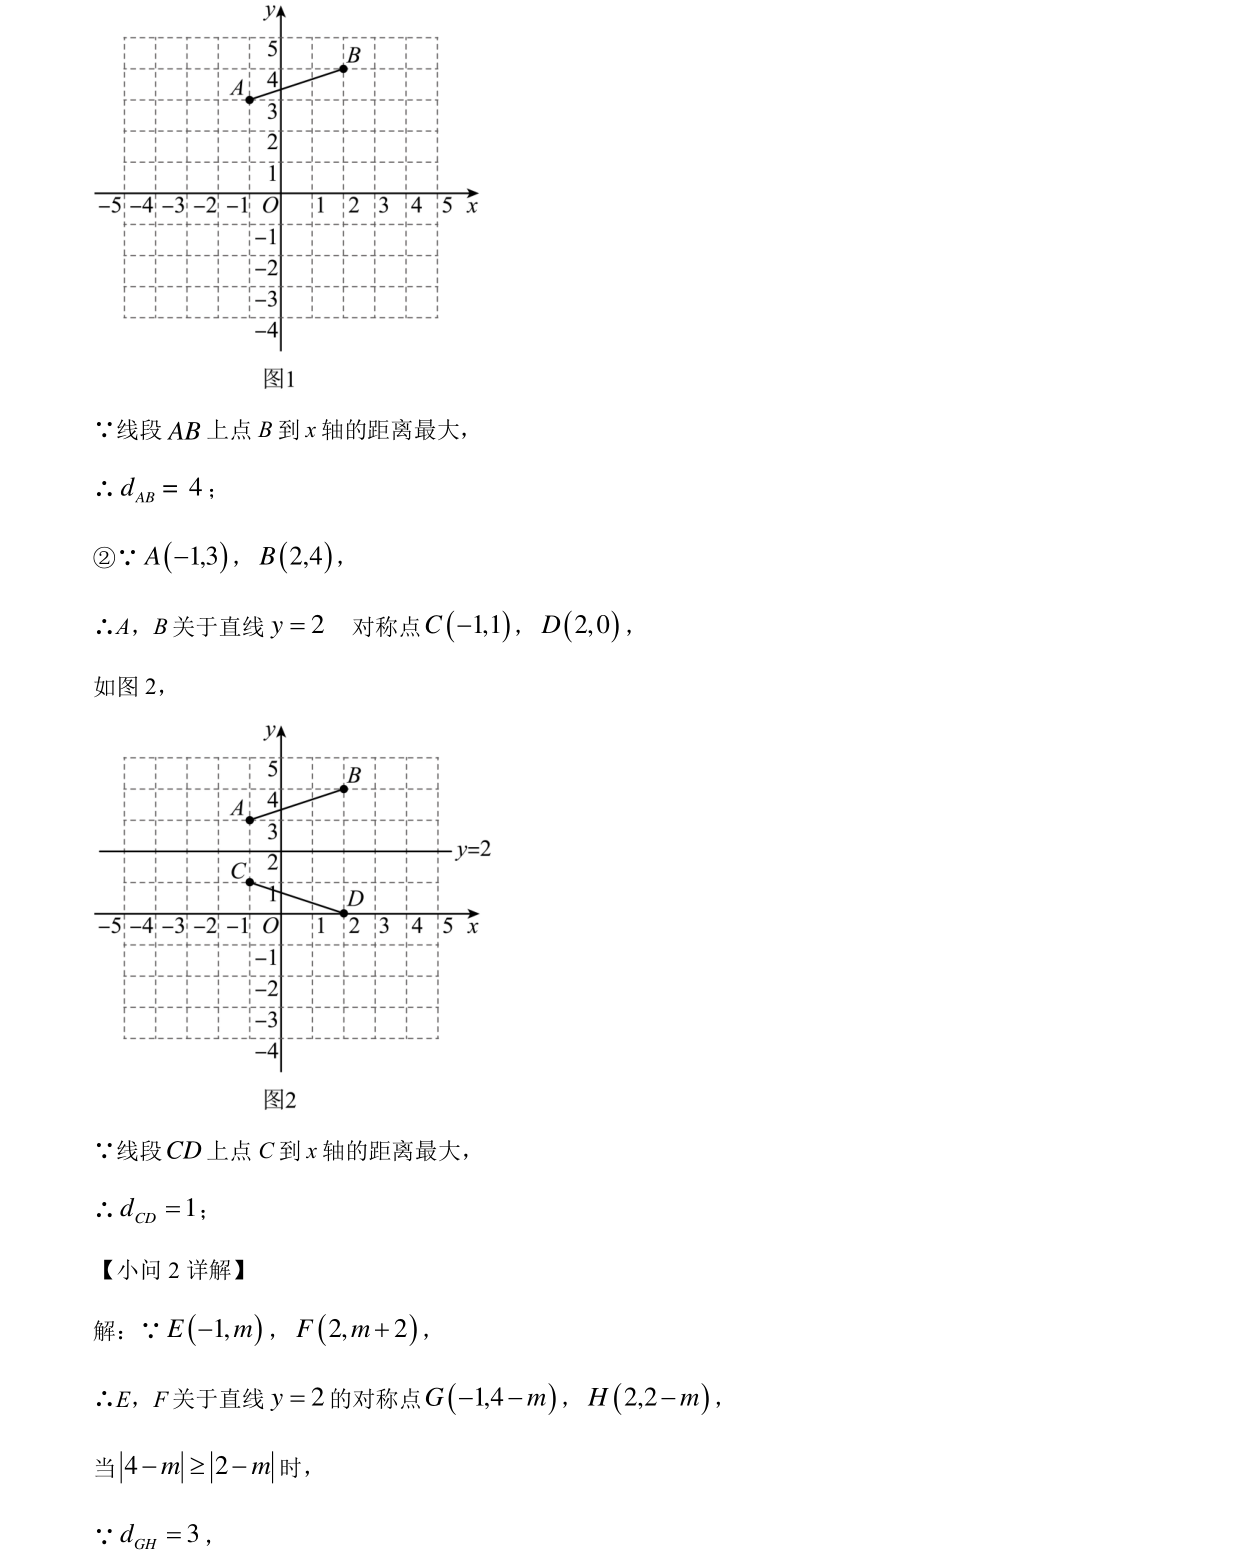 y
5
B
4
A
3
2
1
−5 −4 −3 −2 −1 O 1 2 3 4 5 x
−1
−2
−3
−4
图1
∵线段 AB 上点 B 到 x 轴的距离最大，
∴ d_{AB} = 4；
②∵ A(−1,3)，B(2,4)，
∴A，B 关于直线 y = 2 对称点 C(−1,1)，D(2,0)，
如图 2，
y
5
B
4
A
3
y=2
2
C
1
D
−5 −4 −3 −2 −1 O 1 2 3 4 5 x
−1
−2
−3
−4
图2
∵线段 CD 上点 C 到 x 轴的距离最大，
∴ d_{CD} = 1；
【小问 2 详解】
解：∵ E(−1,m)，F(2,m+2)，
∴E，F 关于直线 y = 2 的对称点 G(−1,4−m)，H(2,2−m)，
当|4−m|≥|2−m|时，
∵ d_{GH} = 3，